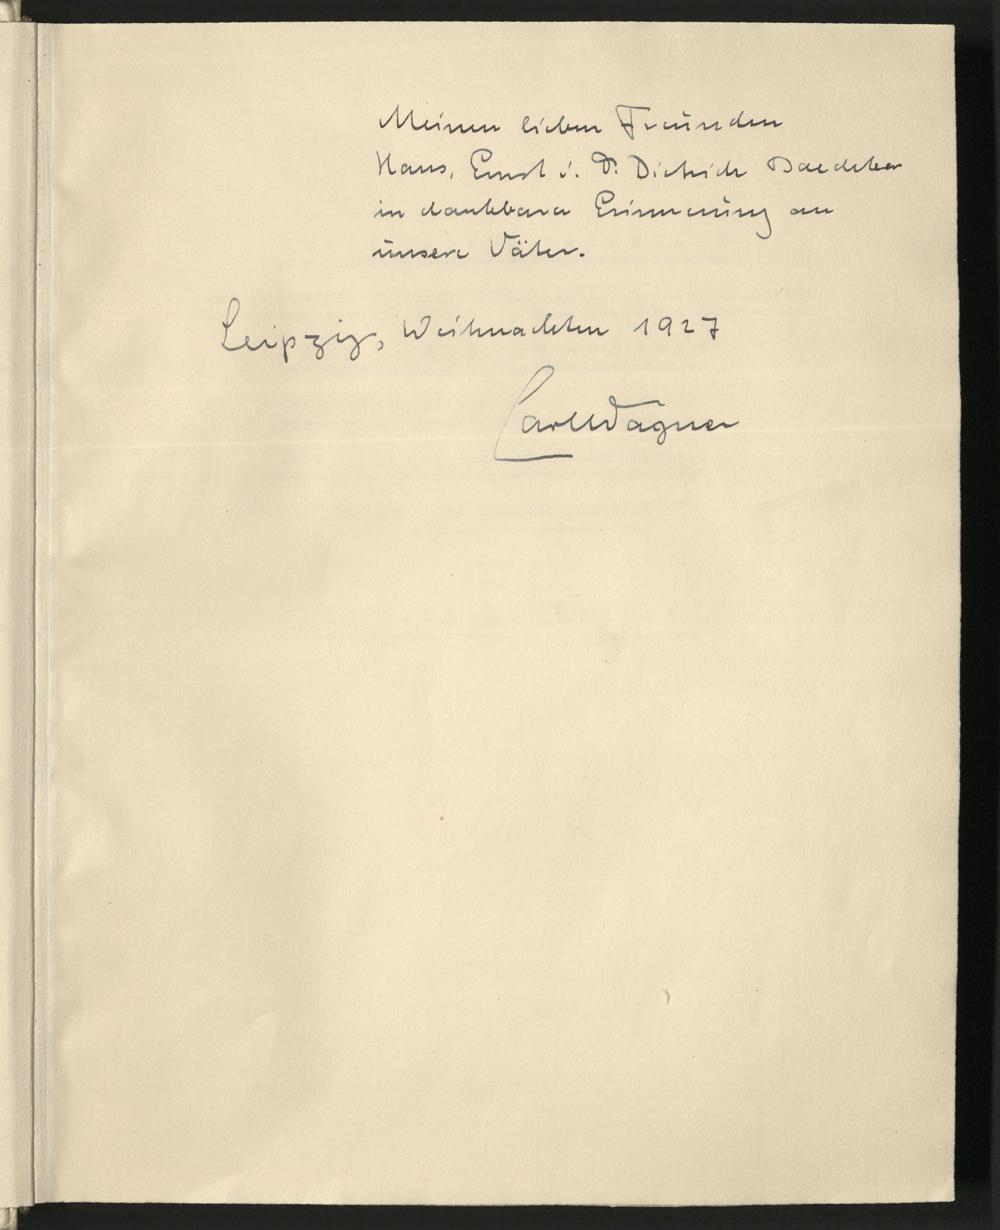 Meinen lieben Freunden
Hans, Ernst u. Dr. Dietrich Baedeker
in dankbarer Erinnerung an
unsere Väter.
Leipzig, Weihnachten 1927
Carl Wagner